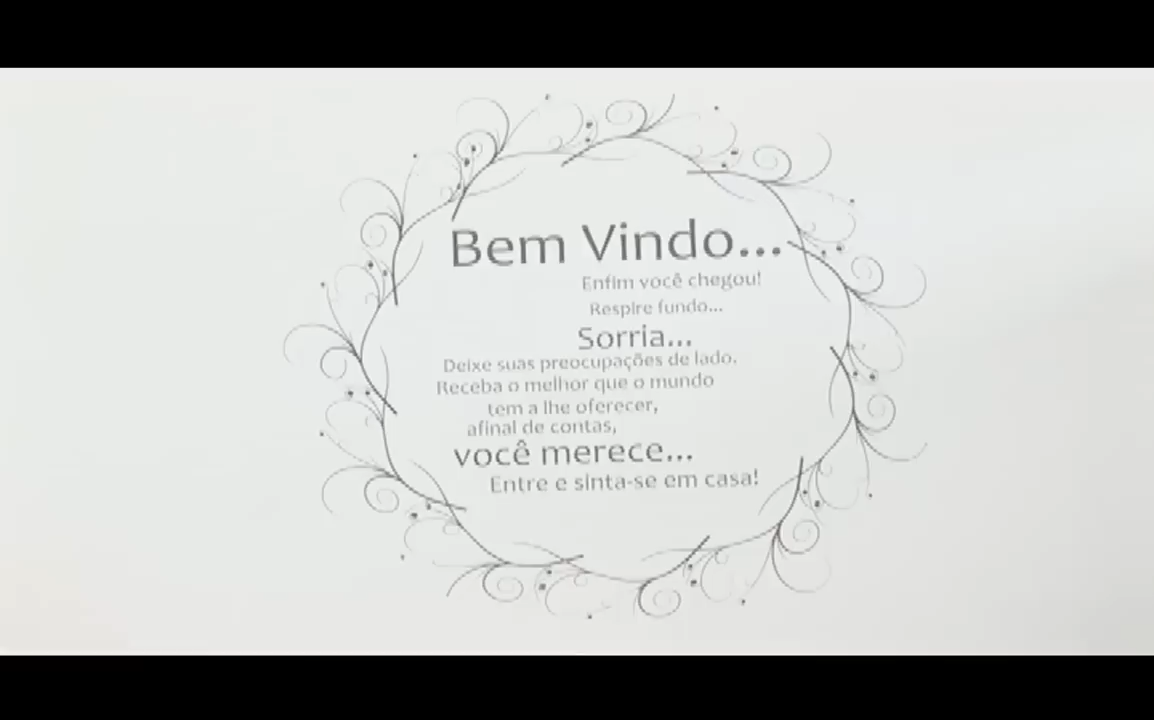 Bem Vindo...
Enfim você chegou!
Respire fundo...
Sorria...
Deixe suas preocupações de lado.
Receba o melhor que o mundo
tem a lhe oferecer,
afinal de contas,
você merece...
Entre e sinta-se em casa!